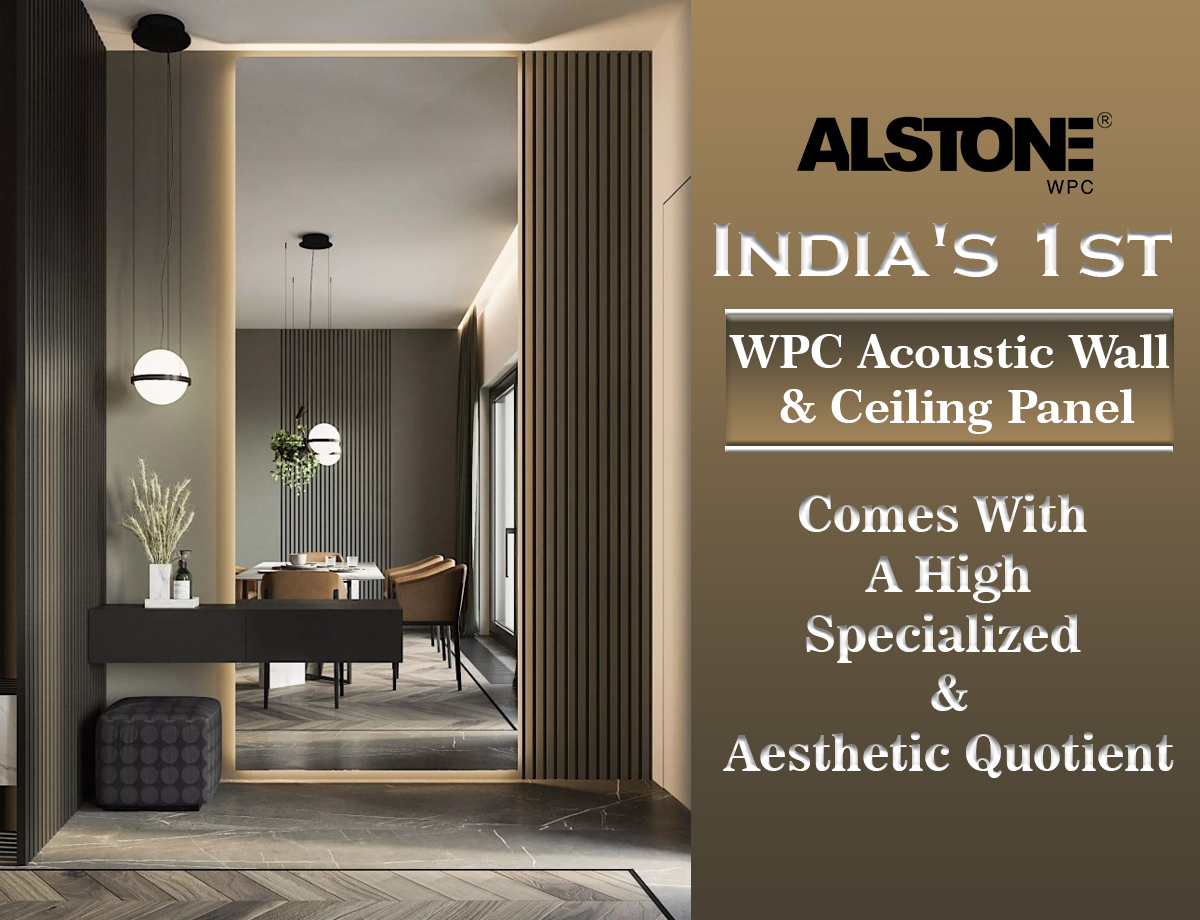 ALSTONE®
WPC
INDIA'S 1ST
WPC Acoustic Wall
& Ceiling Panel
Comes With
A High
Specialized
&
Aesthetic Quotient